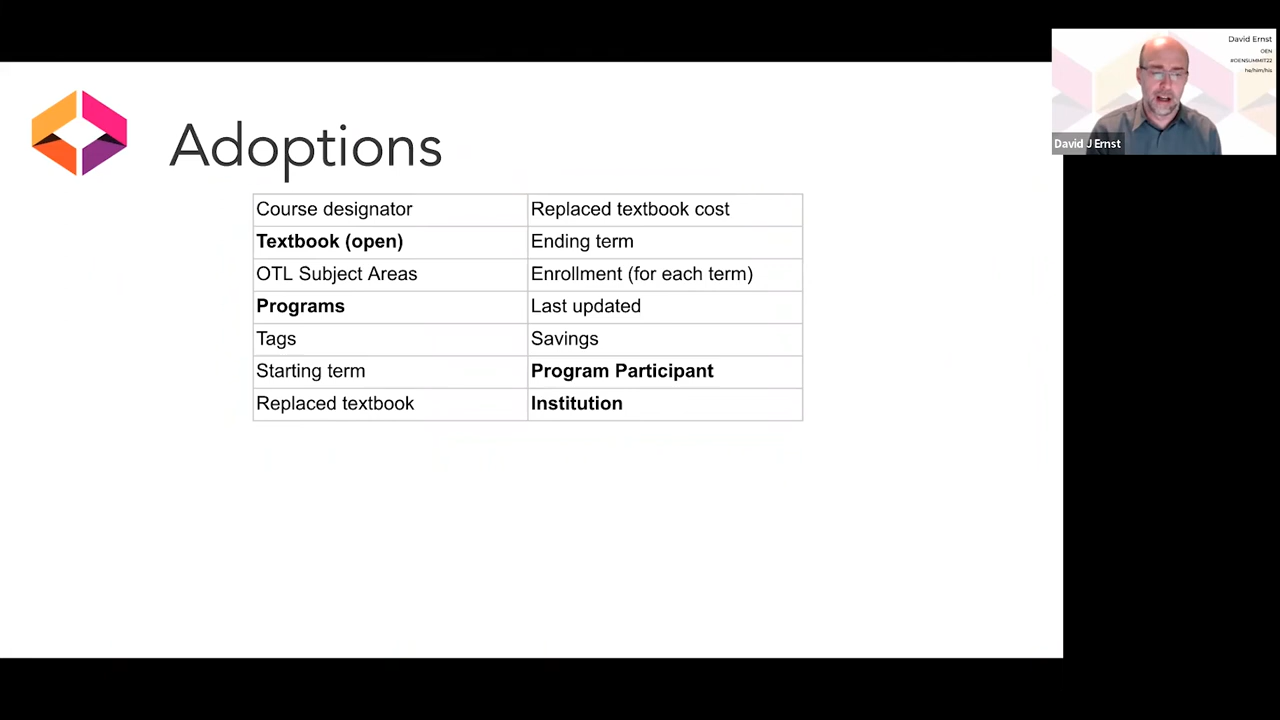 Adoptions
Course designator
Replaced textbook cost
Textbook (open)
Ending term
OTL Subject Areas
Enrollment (for each term)
Programs
Last updated
Tags
Savings
Starting term
Program Participant
Replaced textbook
Institution
David Ernst
OEN
#OENSUMMIT22
he/him/his
David J Ernst